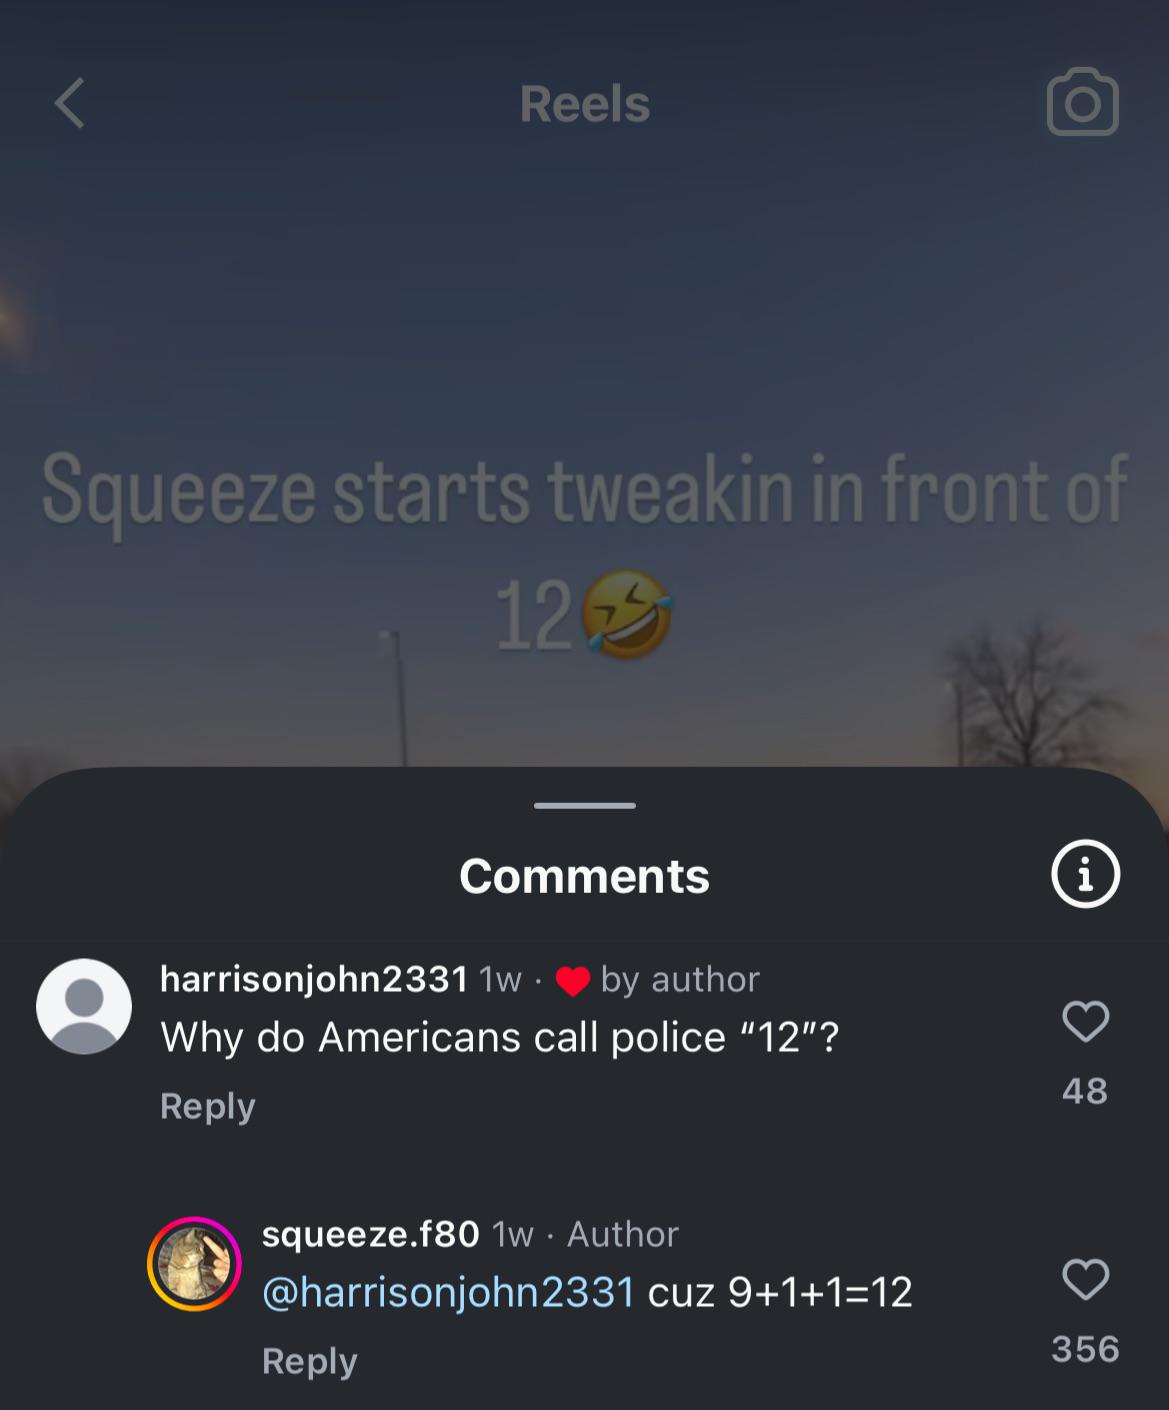 Reels
Squeeze starts tweakin in front of
12🤣
Comments
harrisonjohn2331 1w · ❤️ by author
Why do Americans call police “12”?
48
Reply
squeeze.f80 1w · Author
@harrisonjohn2331 cuz 9+1+1=12
356
Reply